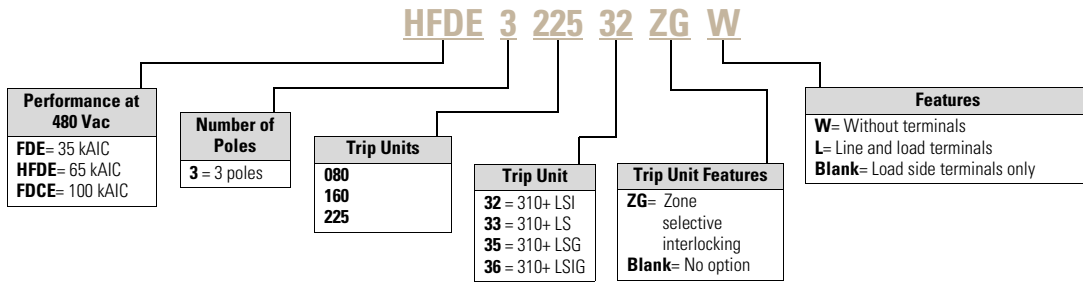 HFDE 3 225 32 ZG W
Performance at
480 Vac
FDE= 35 kAIC
HFDE= 65 kAIC
FDCE= 100 kAIC
Number of
Poles
3 = 3 poles
Trip Units
080
160
225
Trip Unit
32 = 310+ LSI
33 = 310+ LS
35 = 310+ LSG
36 = 310+ LSIG
Trip Unit Features
ZG= Zone
selective
interlocking
Blank= No option
Features
W= Without terminals
L= Line and load terminals
Blank= Load side terminals only